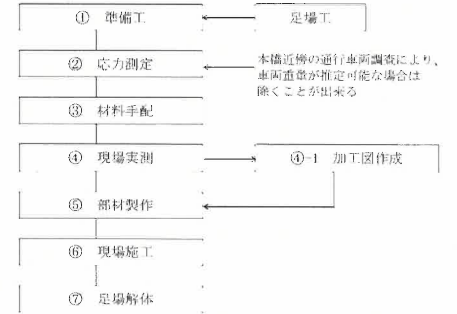 ① 準備工
足場工
② 応力測定
本橋近傍の通行車両調査により、
車両重量が推定可能な場合は
除くことが出来る
③ 材料手配
④ 現場実測
④-1 加工図作成
⑤ 部材製作
⑥ 現場施工
⑦ 足場解体